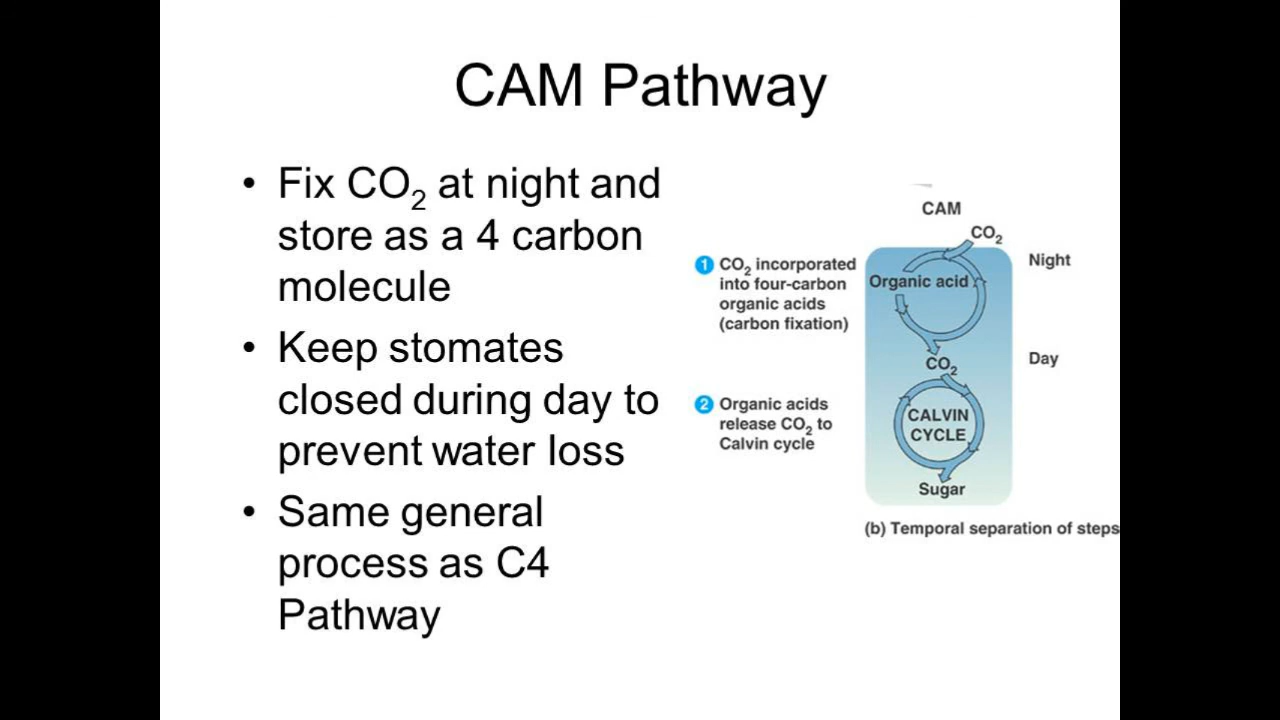 CAM Pathway
• Fix CO₂ at night and
store as a 4 carbon
molecule
• Keep stomates
closed during day to
prevent water loss
• Same general
process as C4
Pathway
CAM
CO₂
Night
1 CO₂ incorporated
into four-carbon
organic acids
(carbon fixation)
Organic acid
CO₂
Day
2 Organic acids
release CO₂ to
Calvin cycle
CALVIN
CYCLE
Sugar
(b) Temporal separation of steps